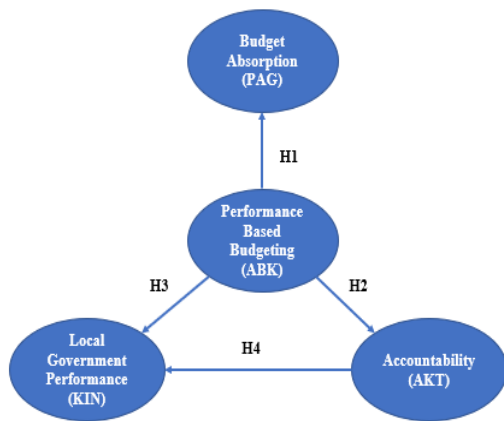 Budget
Absorption
(PAG)
H1
Performance
Based
Budgeting
(ABK)
H3
H2
Local
Government
Performance
(KIN)
H4
Accountability
(AKT)